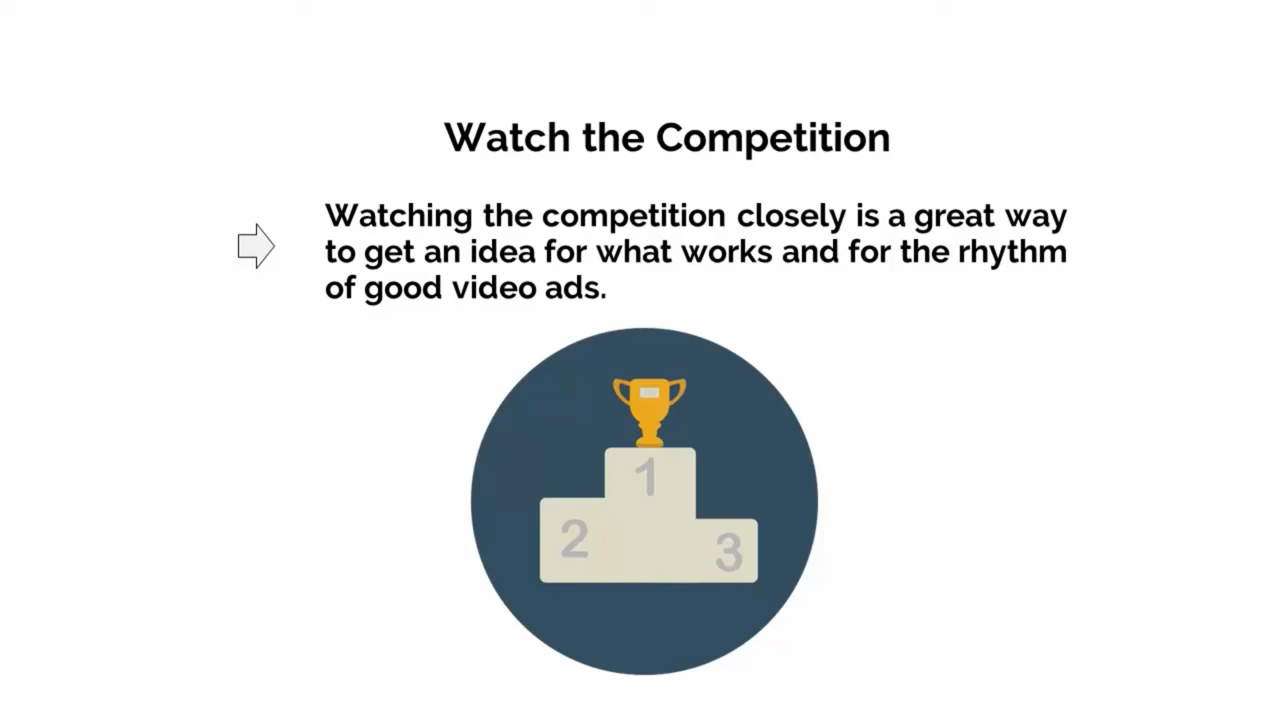 Watch the Competition
Watching the competition closely is a great way
to get an idea for what works and for the rhythm
of good video ads.
1
2
3